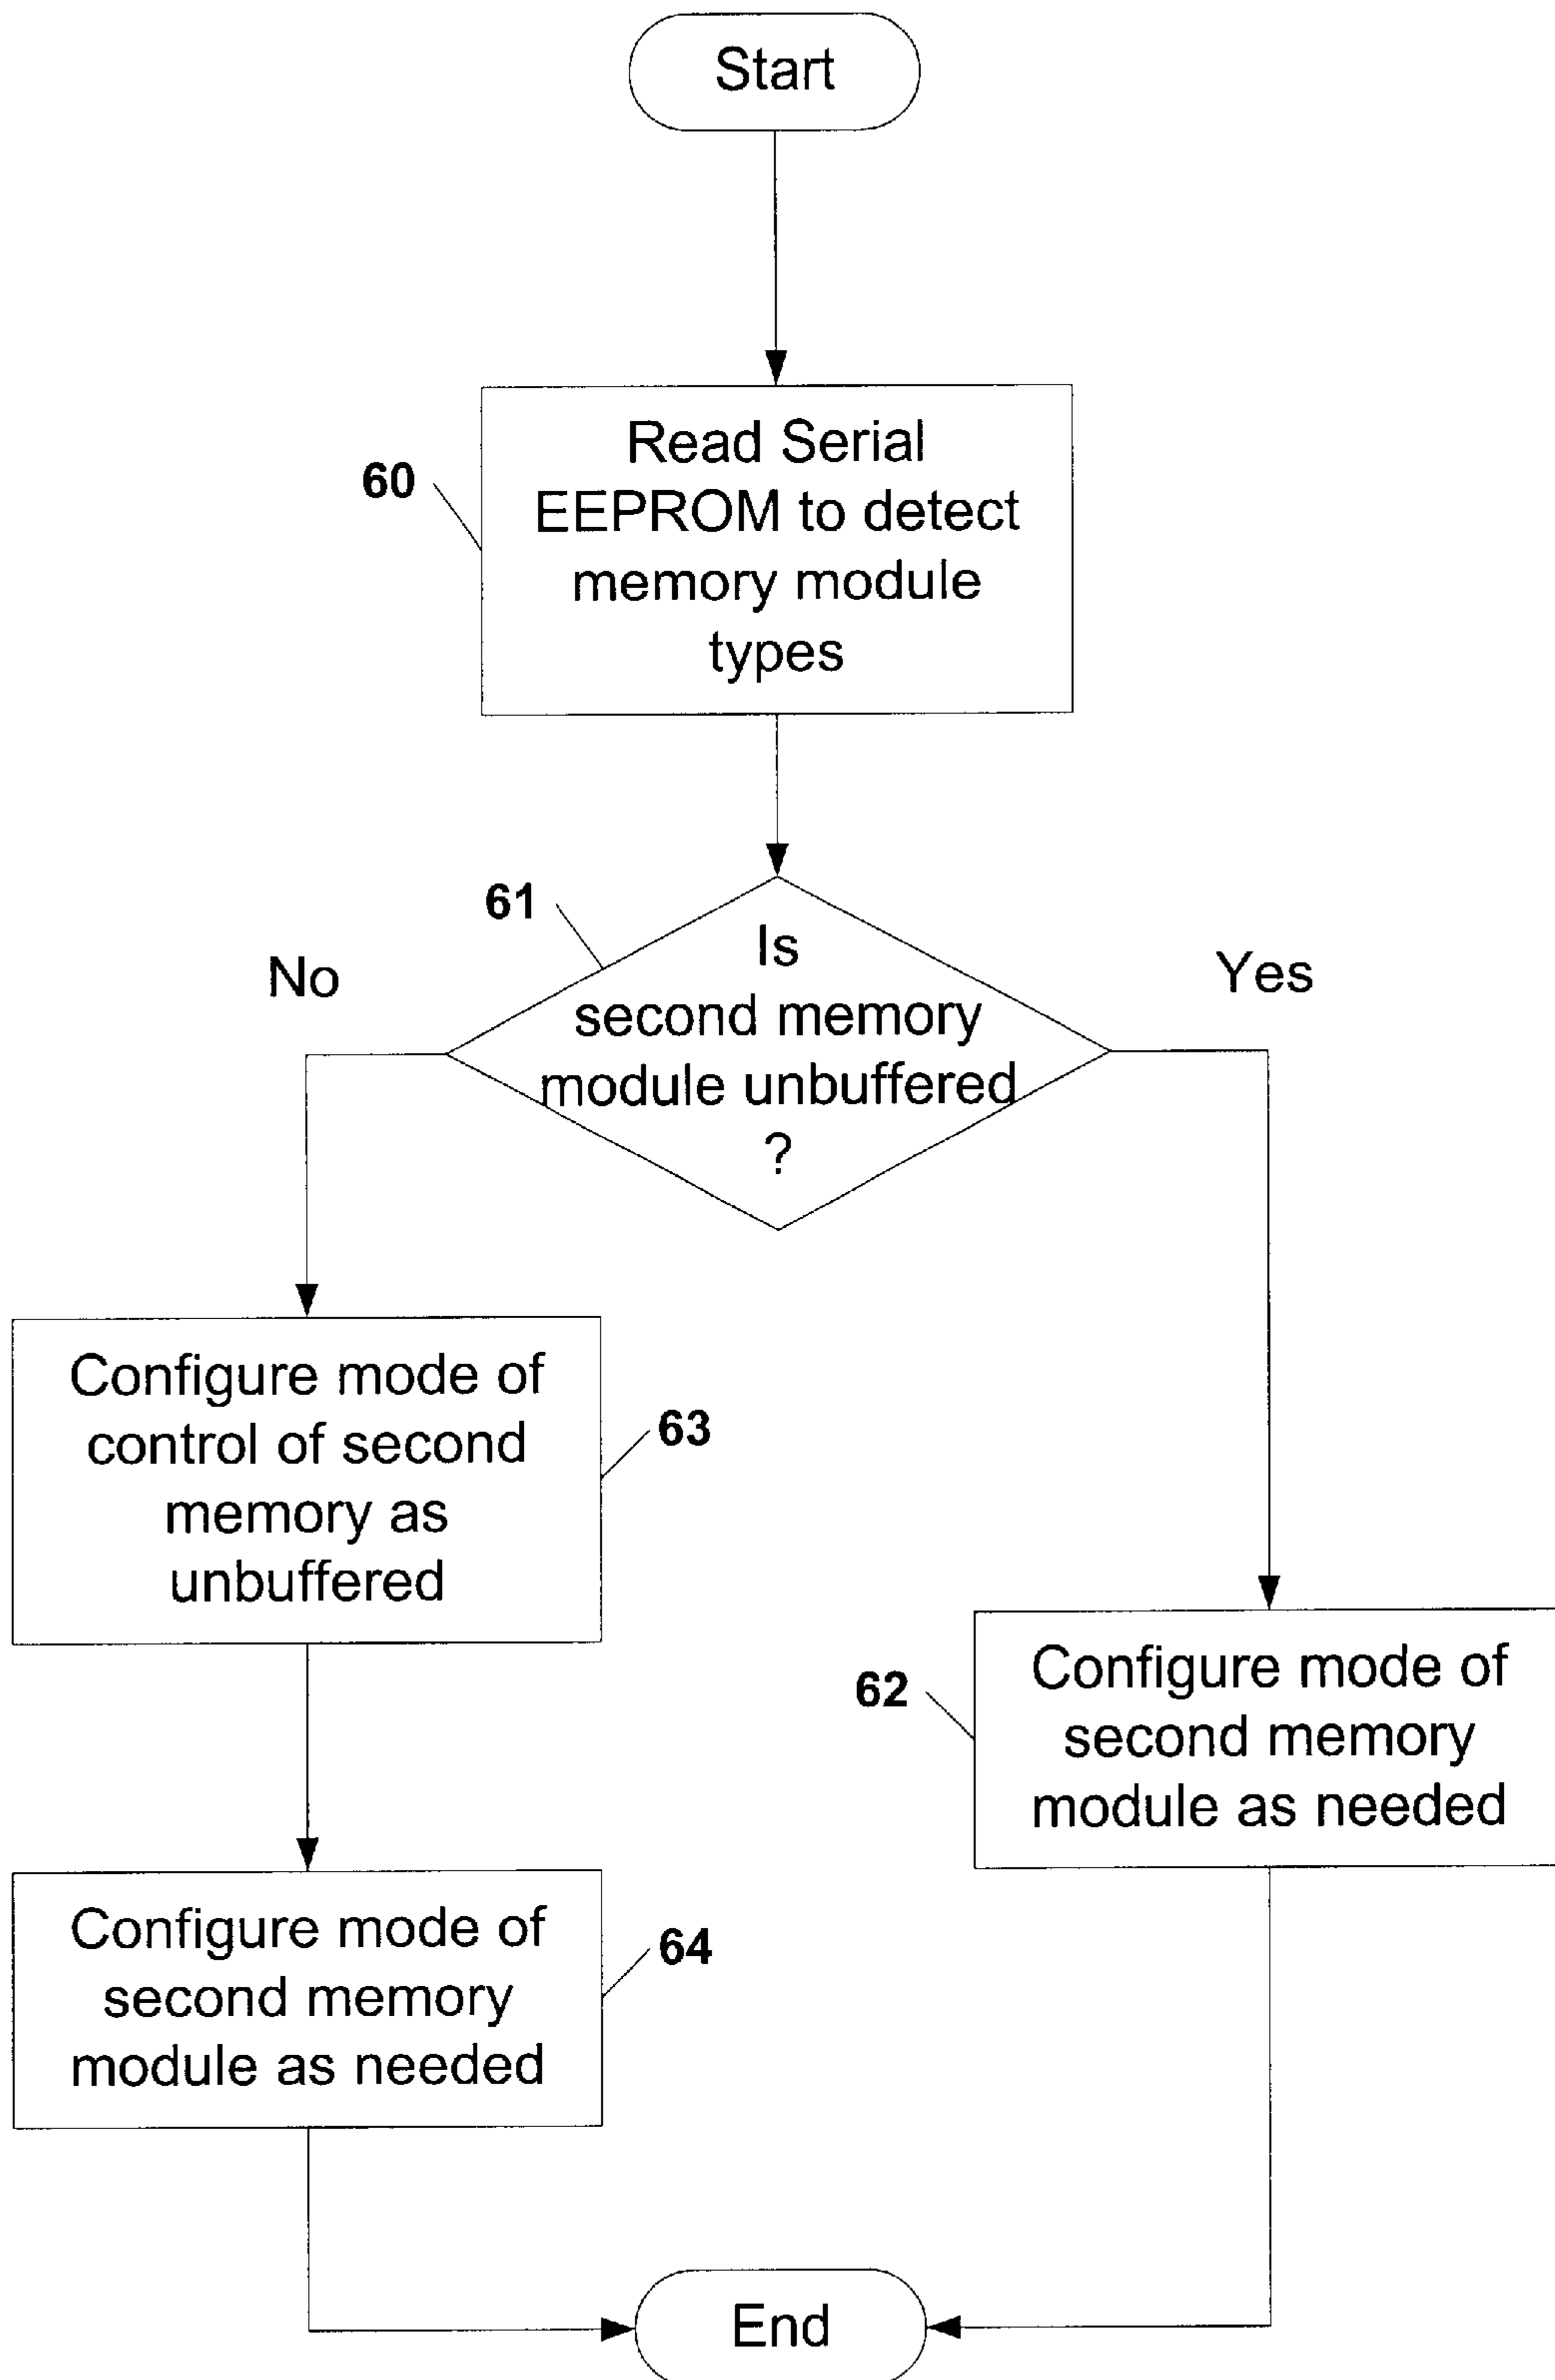 Start
Read Serial
EEPROM to detect
memory module
types
60
61
Is
second memory
module unbuffered
?
No
Yes
Configure mode of
control of second
memory as
unbuffered
63
62
Configure mode of
second memory
module as needed
Configure mode of
second memory
module as needed
64
End